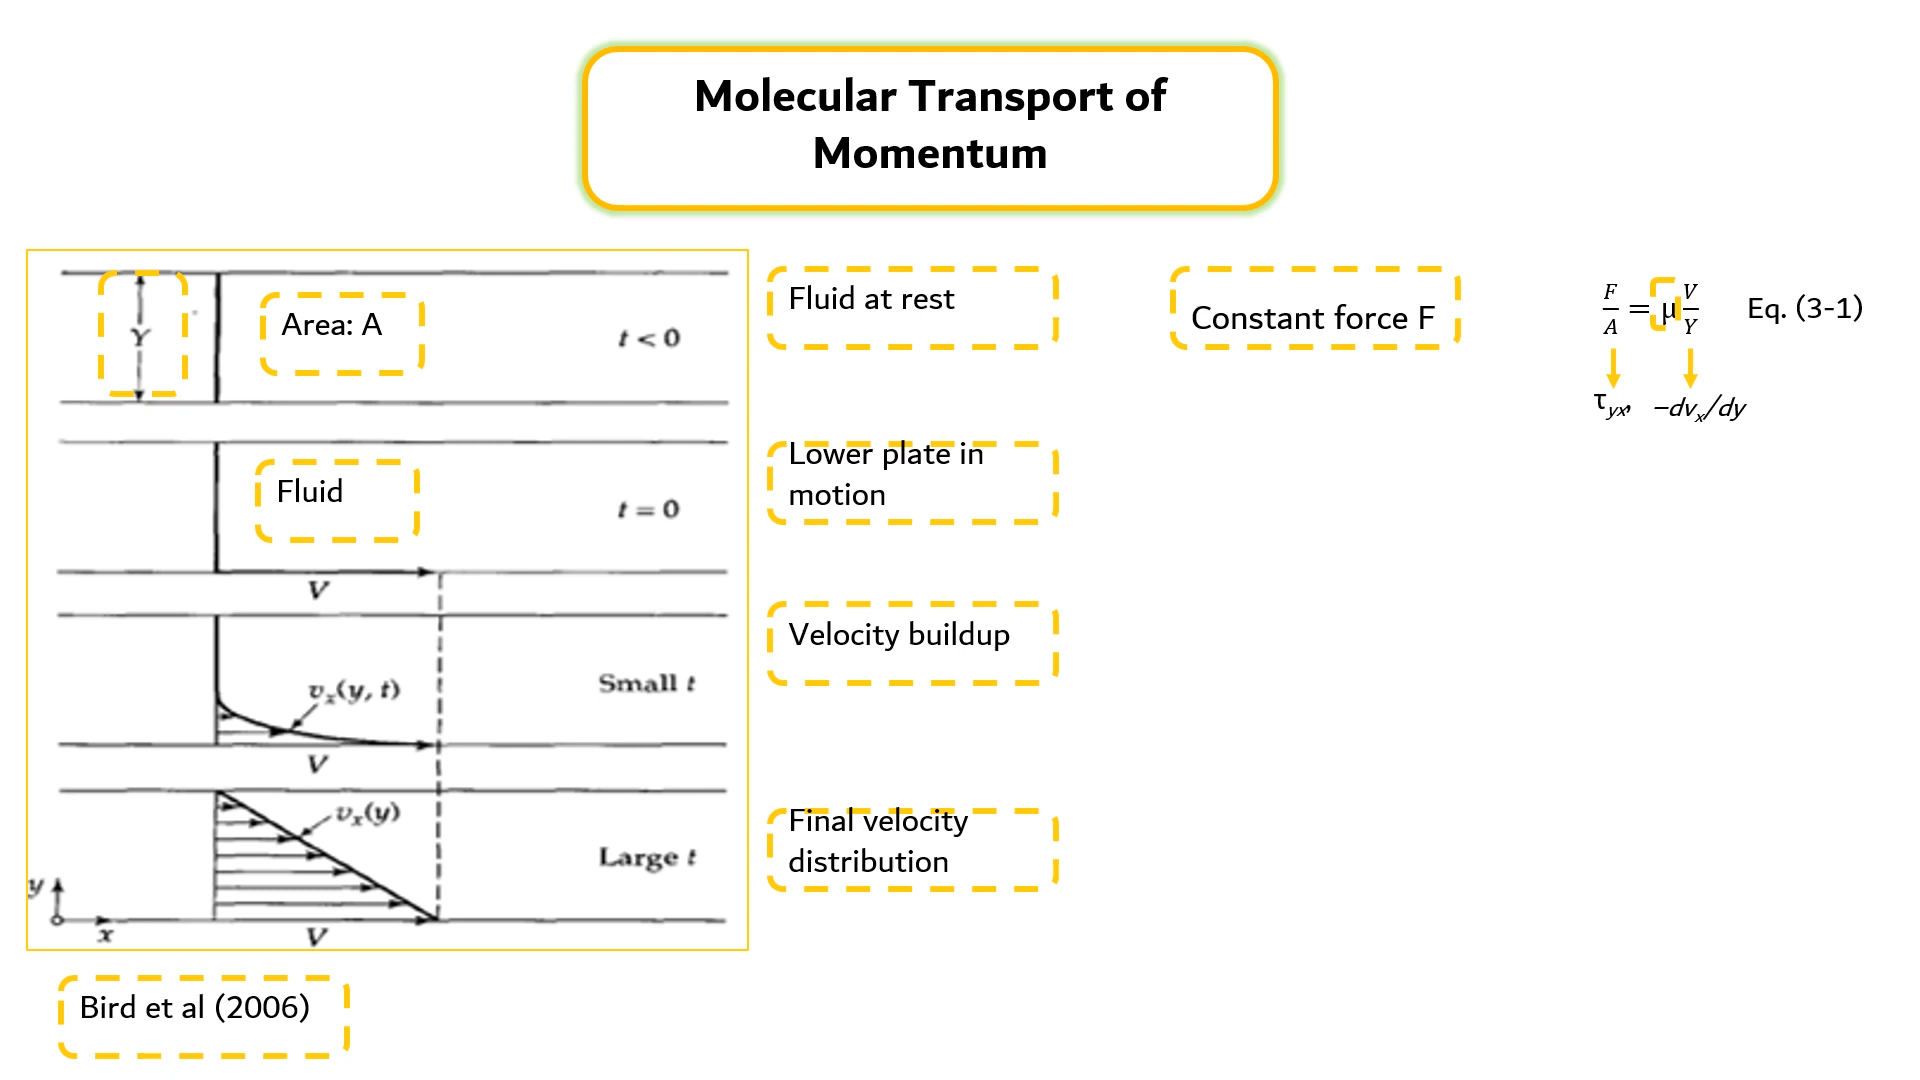 Molecular Transport of
Momentum
Y
Area: A
t < 0
Fluid at rest
Constant force F
F/A = μ V/Y Eq. (3-1)
τyx, −dvx/dy
Fluid
t = 0
V
Lower plate in
motion
vx(y, t)
Small t
V
Velocity buildup
vx(y)
Large t
y
x
V
Final velocity
distribution
Bird et al (2006)